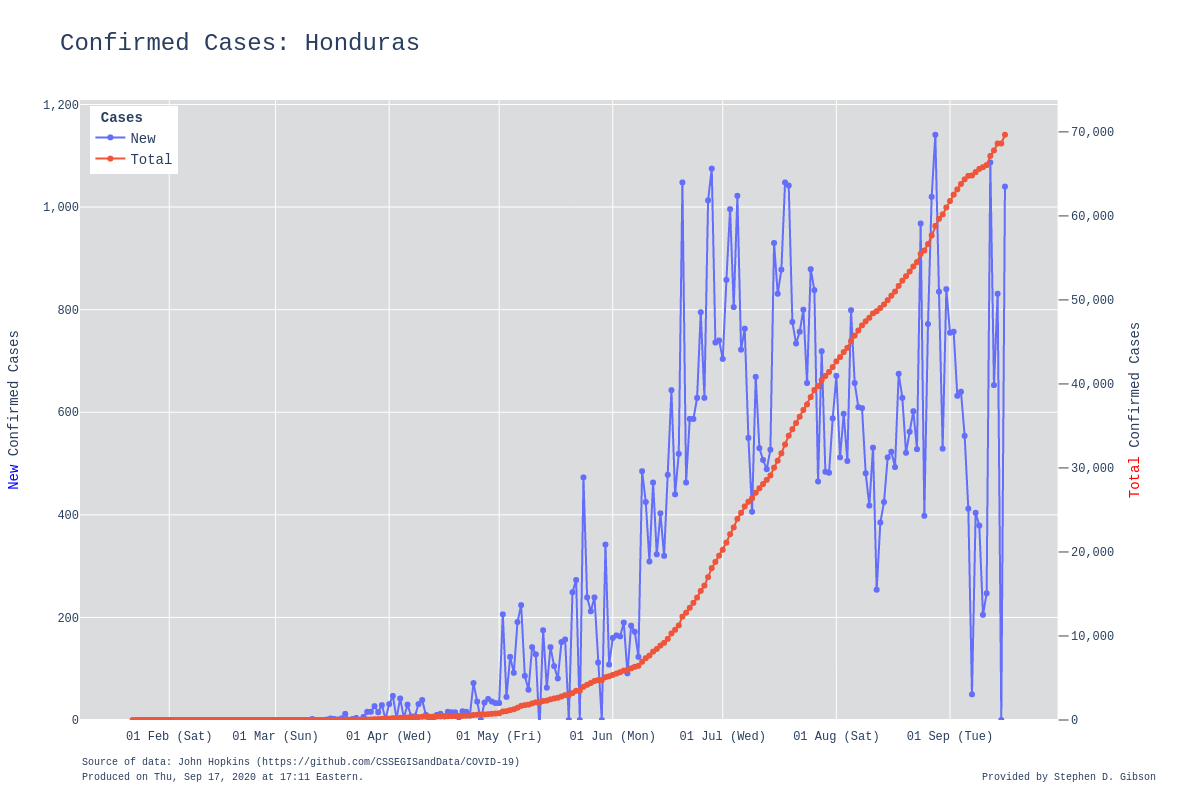 Confirmed Cases: Honduras
Cases
New
Total
1,200
1,000
800
600
400
200
0
70,000
60,000
50,000
40,000
30,000
20,000
10,000
0
New Confirmed Cases
Total Confirmed Cases
01 Feb (Sat)
01 Mar (Sun)
01 Apr (Wed)
01 May (Fri)
01 Jun (Mon)
01 Jul (Wed)
01 Aug (Sat)
01 Sep (Tue)
Source of data: John Hopkins (https://github.com/CSSEGISandData/COVID-19)
Produced on Thu, Sep 17, 2020 at 17:11 Eastern.
Provided by Stephen D. Gibson